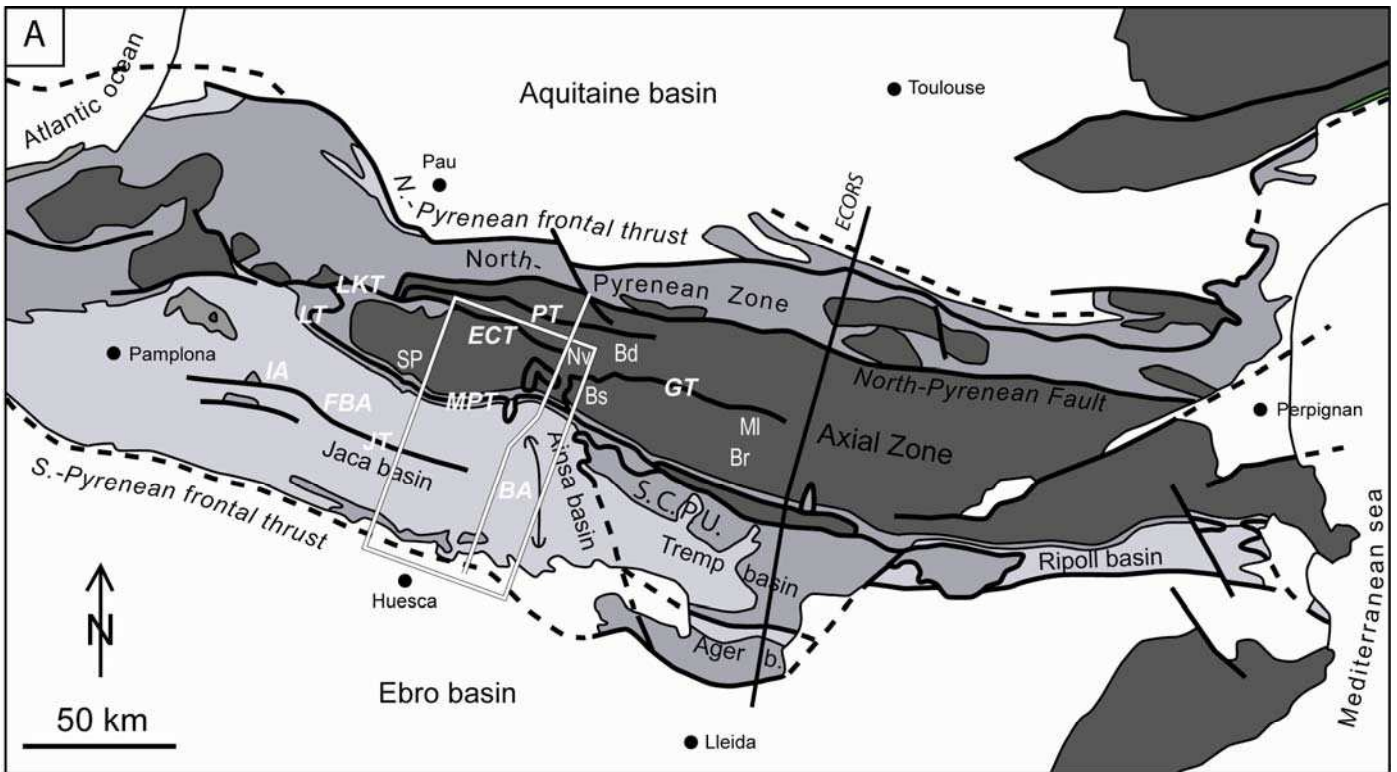 A
Atlantic ocean
Aquitaine basin
Toulouse
Pau
N.-Pyrenean frontal thrust
ECORS
North-
Pyrenean Zone
LKT
LT
PT
ECT
Pamplona
SP
Nv
Bd
IA
FBA
MPT
Bs
GT
North-Pyrenean Fault
Perpignan
JT
Jaca basin
Ml
Br
Axial Zone
S.-Pyrenean frontal thrust
BA
Ainsa basin
S.C.P.U.
Tremp basin
Ripoll basin
Mediterranean sea
Huesca
N
Ager b.
Ebro basin
50 km
Lleida